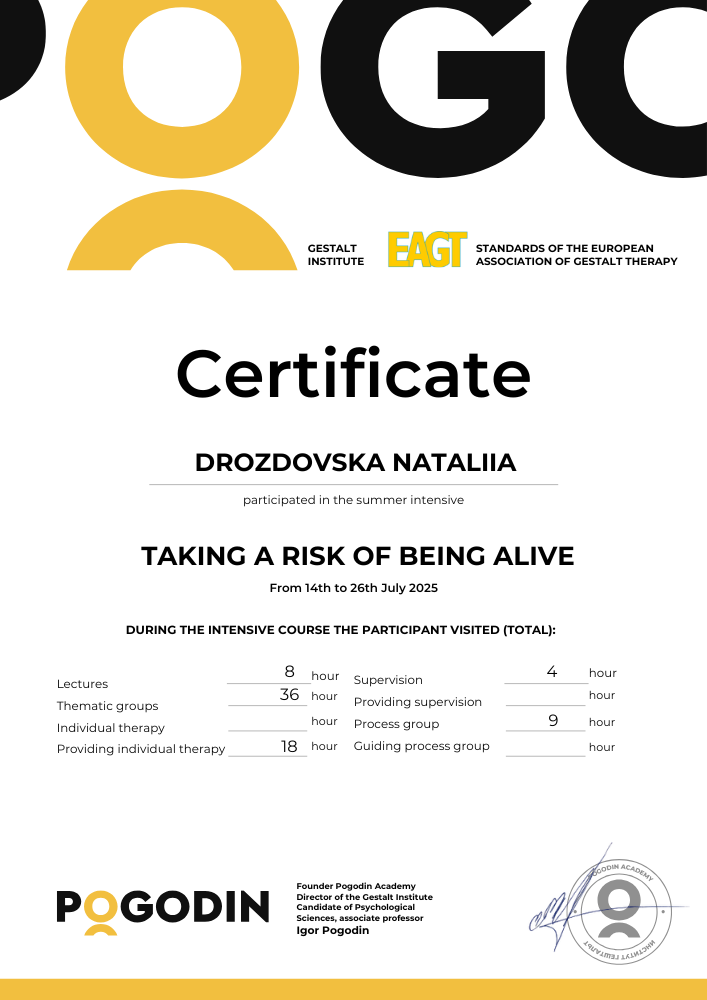 POGO
GESTALT
INSTITUTE
EAGT
STANDARDS OF THE EUROPEAN
ASSOCIATION OF GESTALT THERAPY
Certificate
DROZDOVSKA NATALIIA
participated in the summer intensive
TAKING A RISK OF BEING ALIVE
From 14th to 26th July 2025
DURING THE INTENSIVE COURSE THE PARTICIPANT VISITED (TOTAL):
Lectures 8 hour
Thematic groups 36 hour
Individual therapy hour
Providing individual therapy 18 hour
Supervision 4 hour
Providing supervision hour
Process group 9 hour
Guiding process group hour
POGODIN
Founder Pogodin Academy
Director of the Gestalt Institute
Candidate of Psychological
Sciences, associate professor
Igor Pogodin
POGODIN ACADEMY
ИНСТИТУТ ГЕШТАЛЬТ